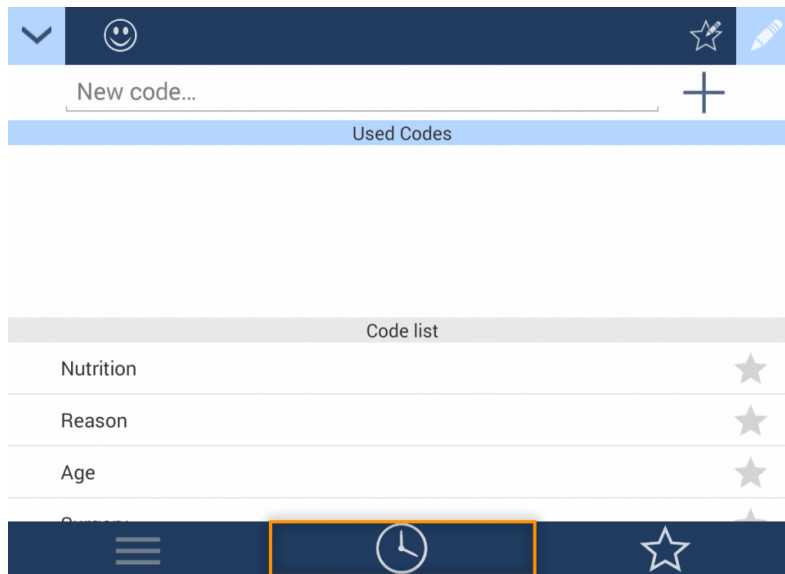 New code...
Used Codes
Code list
Nutrition
Reason
Age